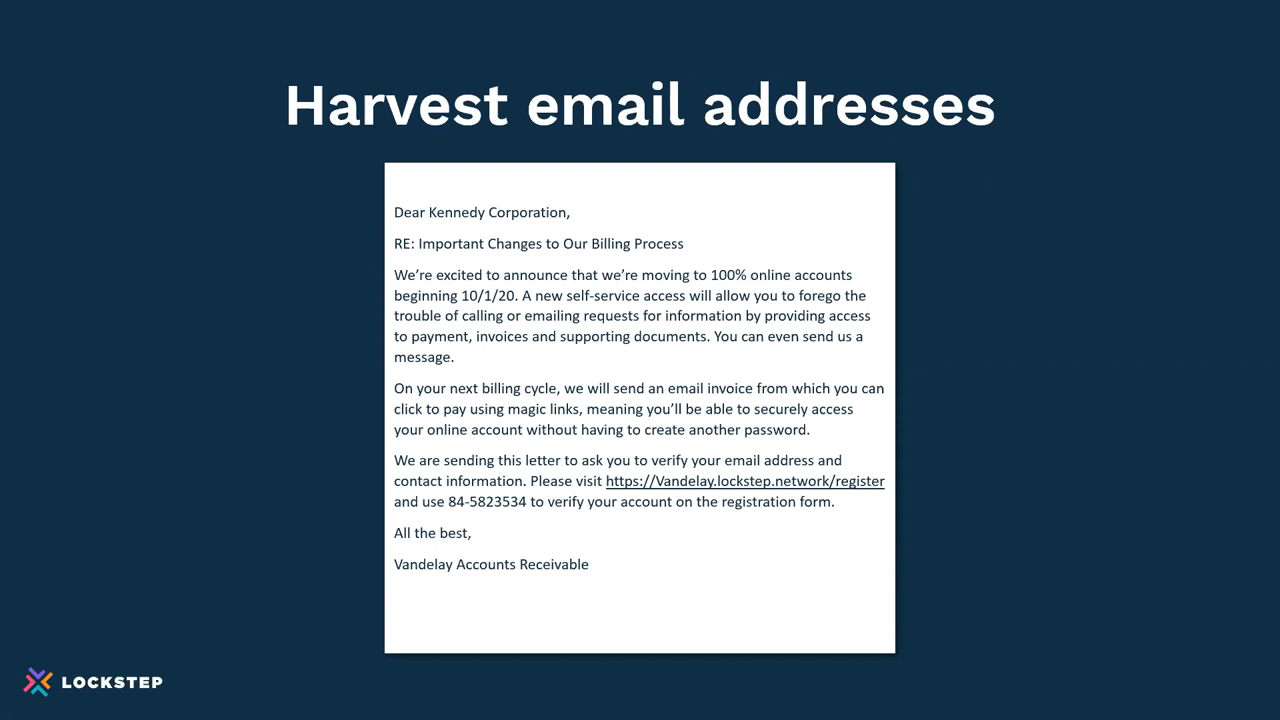 Harvest email addresses
Dear Kennedy Corporation,
RE: Important Changes to Our Billing Process
We’re excited to announce that we’re moving to 100% online accounts
beginning 10/1/20. A new self-service access will allow you to forego the
trouble of calling or emailing requests for information by providing access
to payment, invoices and supporting documents. You can even send us a
message.
On your next billing cycle, we will send an email invoice from which you can
click to pay using magic links, meaning you’ll be able to securely access
your online account without having to create another password.
We are sending this letter to ask you to verify your email address and
contact information. Please visit https://Vandelay.lockstep.network/register
and use 84-5823534 to verify your account on the registration form.
All the best,
Vandelay Accounts Receivable
LOCKSTEP